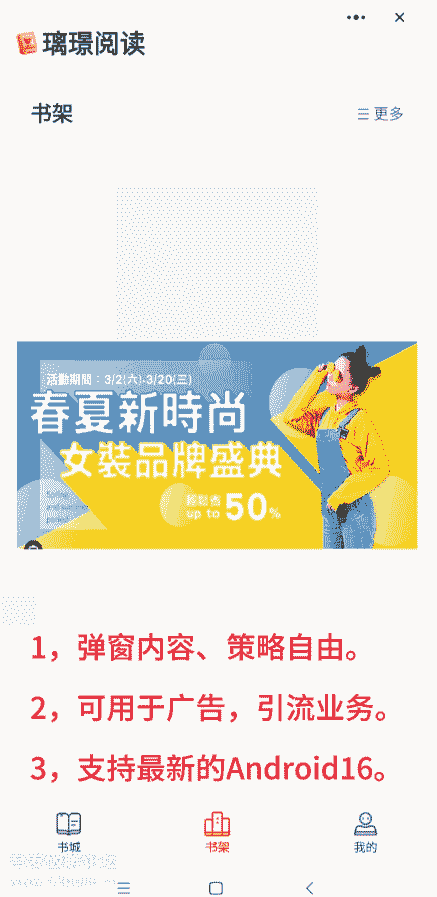 璃璟阅读
书架
更多
活動期間：3/2(六)-3/20(三)
春夏新時尚
女裝品牌盛典
up to 50%
1，弹窗内容、策略自由。
2，可用于广告，引流业务。
3，支持最新的Android16。
书城
书架
我的